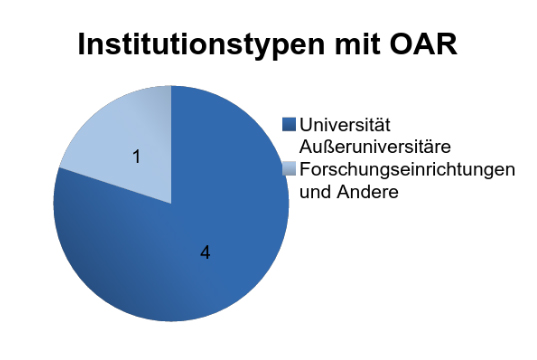 Institutionstypen mit OAR
Universität
Außeruniversitäre
Forschungseinrichtungen
und Andere
1
4